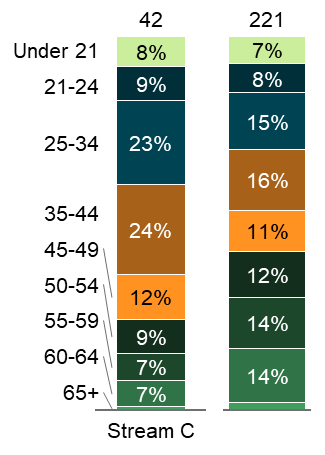 42 221
Under 21 8% 7%
21-24 9% 8%
25-34 23% 15%
35-44 24% 16%
45-49 12% 11%
50-54 9% 12%
55-59 7% 14%
60-64 7% 14%
65+
Stream C